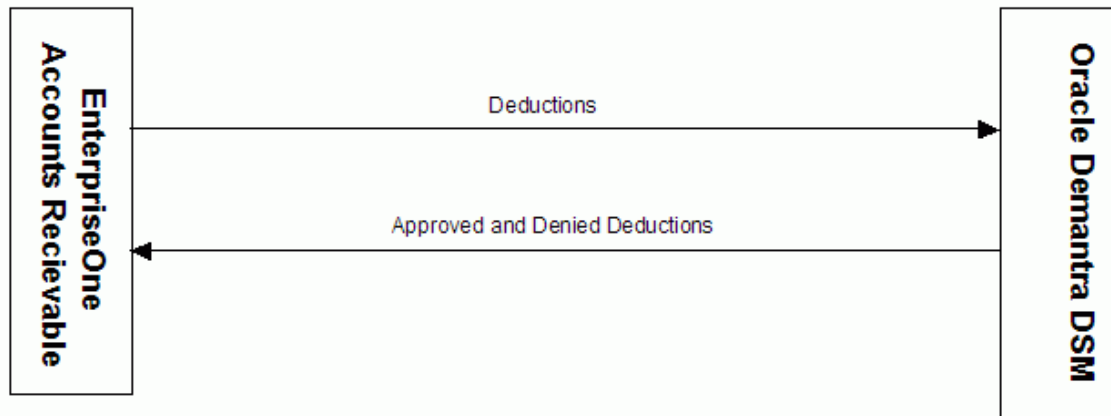 EnterpriseOne
Accounts Recievable
Deductions
Approved and Denied Deductions
Oracle Demantra DSM